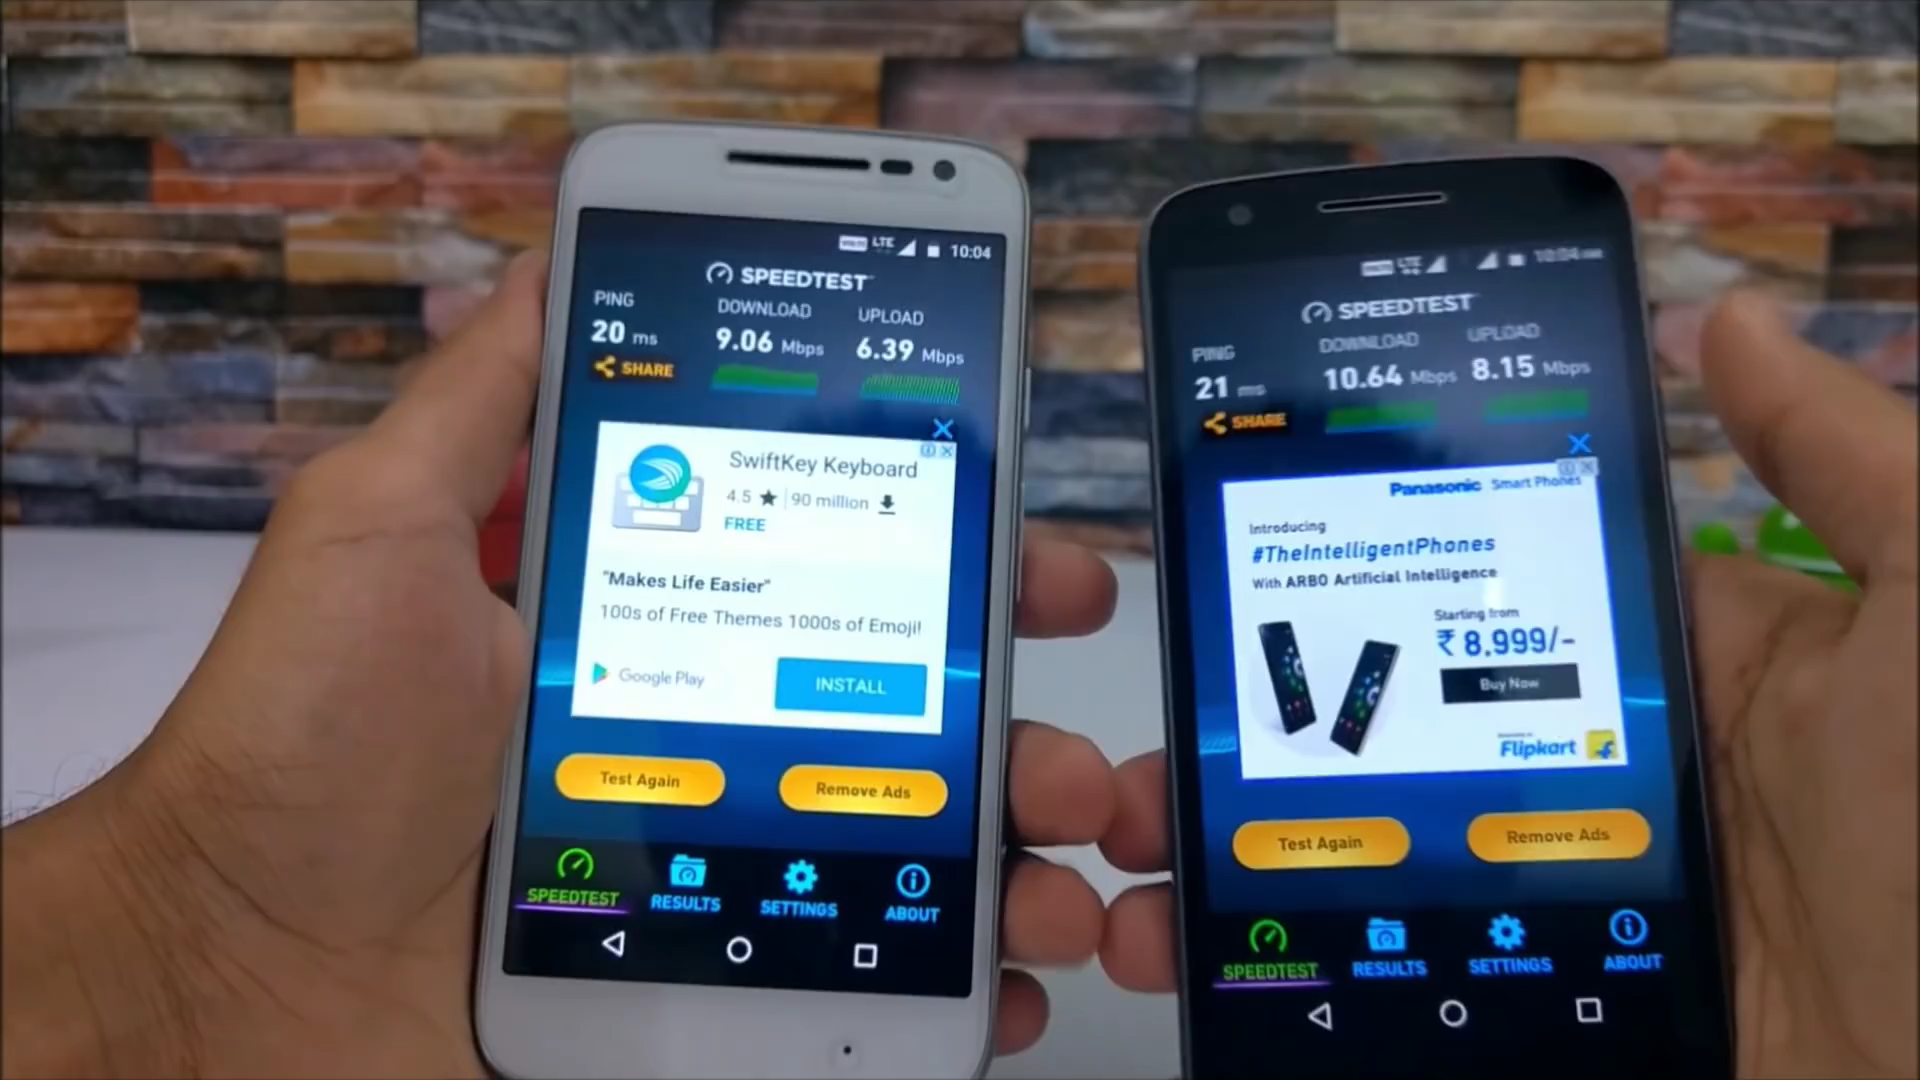 LTE 10:04
SPEEDTEST
PING DOWNLOAD UPLOAD
20 ms 9.06 Mbps 6.39 Mbps
SHARE
SwiftKey Keyboard
4.5 ★ | 90 million
FREE
"Makes Life Easier"
100s of Free Themes 1000s of Emoji!
Google Play INSTALL
Test Again Remove Ads
SPEEDTEST RESULTS SETTINGS ABOUT
LTE 10:04
SPEEDTEST
PING DOWNLOAD UPLOAD
21 ms 10.64 Mbps 8.15 Mbps
SHARE
Panasonic Smart Phones
Introducing
#TheIntelligentPhones
With ARBO Artificial Intelligence
Starting from
₹ 8,999/-
Buy Now
Flipkart
Test Again Remove Ads
SPEEDTEST RESULTS SETTINGS ABOUT